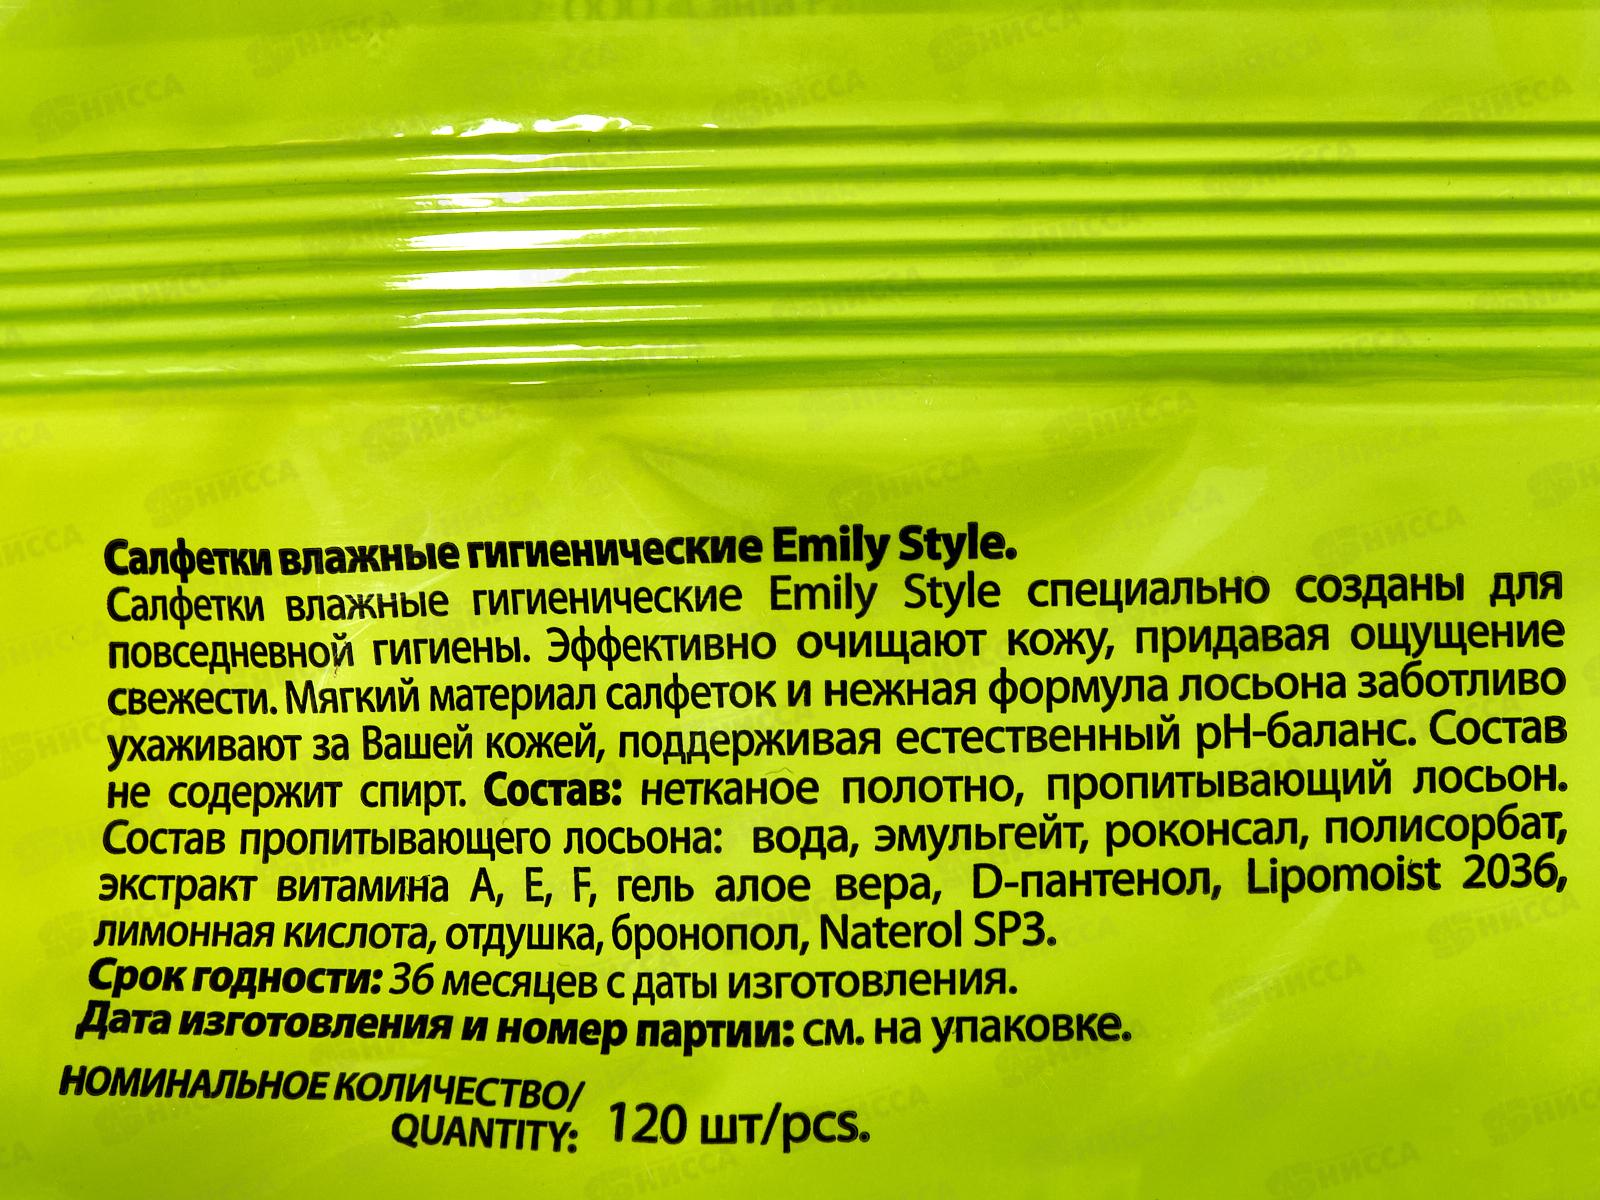 Салфетки влажные гигиенические Emily Style.
Салфетки влажные гигиенические Emily Style специально созданы для
повседневной гигиены. Эффективно очищают кожу, придавая ощущение
свежести. Мягкий материал салфеток и нежная формула лосьона заботливо
ухаживают за Вашей кожей, поддерживая естественный pH-баланс. Состав
не содержит спирт. Состав: нетканое полотно, пропитывающий лосьон.
Состав пропитывающего лосьона: вода, эмульгейт, роконсал, полисорбат,
экстракт витамина А, Е, F, гель алое вера, D-пантенол, Lipomoist 2036,
лимонная кислота, отдушка, бронопол, Naterol SP3.
Срок годности: 36 месяцев с даты изготовления.
Дата изготовления и номер партии: см. на упаковке.
НОМИНАЛЬНОЕ КОЛИЧЕСТВО/
QUANTITY: 120 шт/pcs.